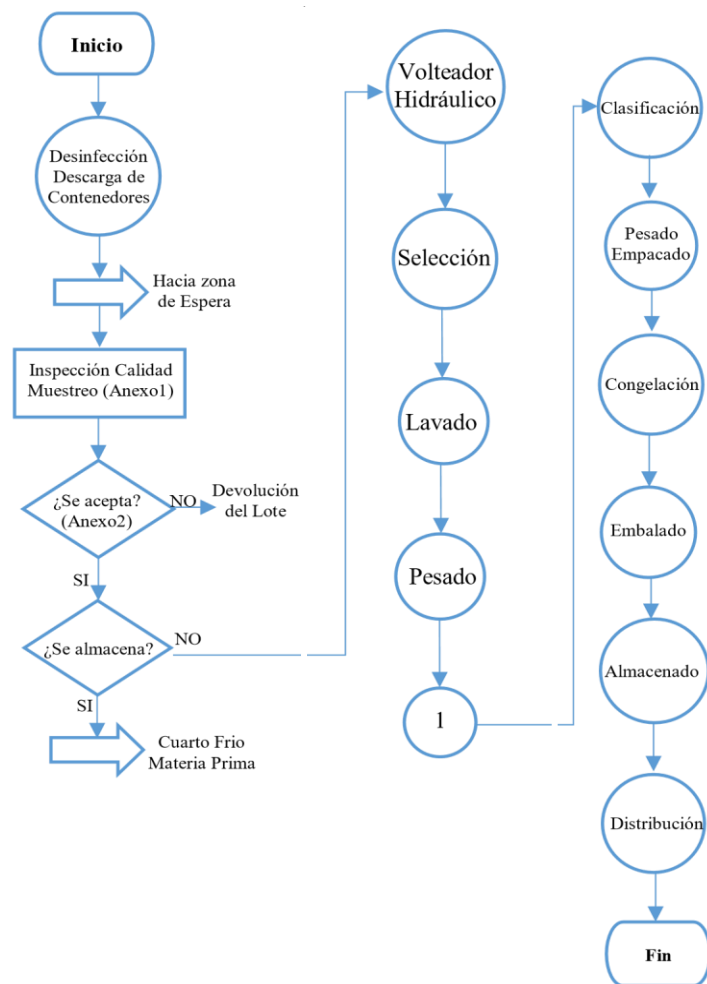 Inicio
Desinfección
Descarga de
Contenedores
Hacia zona
de Espera
Inspección Calidad
Muestreo (Anexo1)
¿Se acepta?
(Anexo2)
NO
Devolución
del Lote
SI
¿Se almacena?
NO
SI
Cuarto Frio
Materia Prima
Volteador
Hidráulico
Selección
Lavado
Pesado
1
Clasificación
Pesado
Empacado
Congelación
Embalado
Almacenado
Distribución
Fin